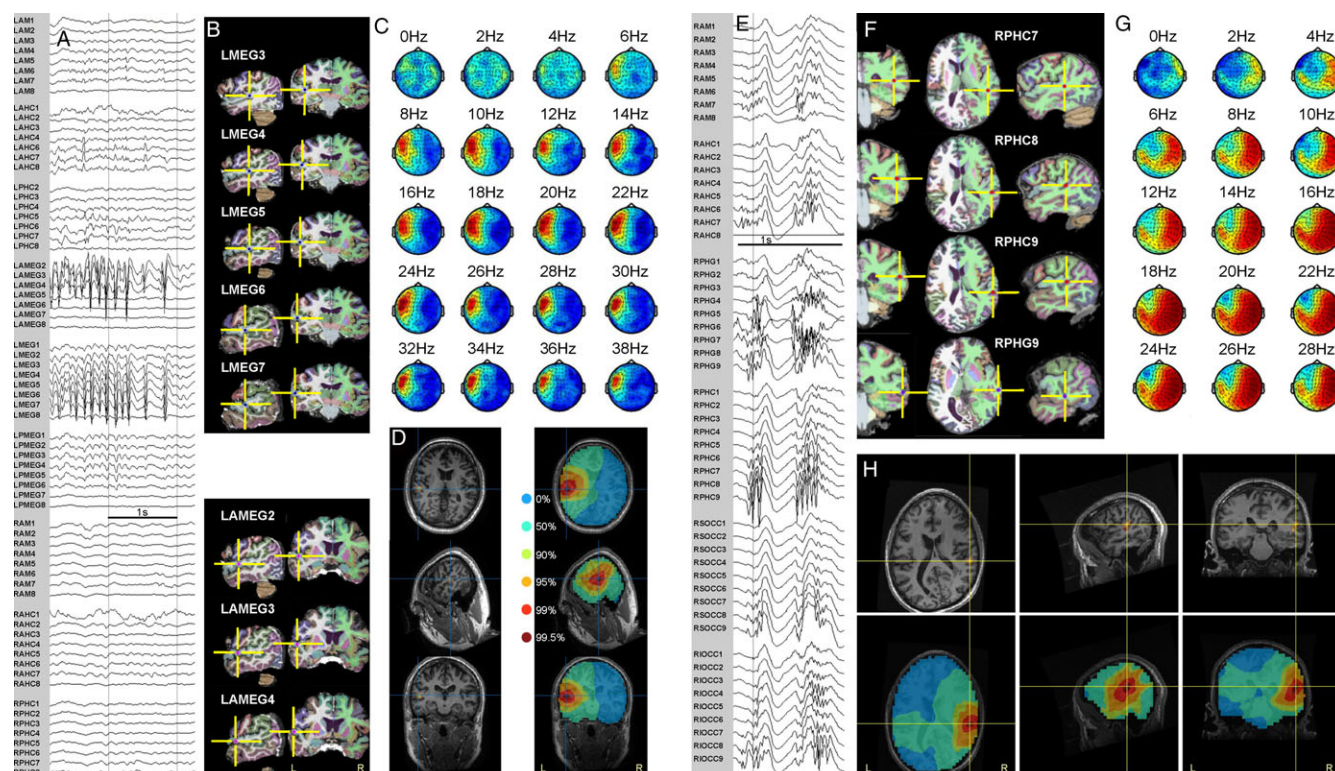 A
LAM1
LAM2
LAM3
LAM4
LAM5
LAM6
LAM7
LAM8
LAHC1
LAHC2
LAHC3
LAHC4
LAHC6
LAHC7
LAHC8
LPHC2
LPHC3
LPHC4
LPHC5
LPHC6
LPHC7
LPHC8
LAMEG2
LAMEG3
LAMEG4
LAMEG5
LAMEG6
LAMEG7
LAMEG8
LMEG1
LMEG2
LMEG3
LMEG4
LMEG5
LMEG6
LMEG7
LMEG8
LPMEG1
LPMEG2
LPMEG3
LPMEG4
LPMEG5
LPMEG6
LPMEG7
LPMEG8
1s
RAM1
RAM2
RAM3
RAM4
RAM5
RAM6
RAM7
RAM8
RAHC1
RAHC2
RAHC3
RAHC4
RAHC5
RAHC6
RAHC7
RAHC8
RPHC1
RPHC2
RPHC3
RPHC4
RPHC5
RPHC6
RPHC7
B
LMEG3
LMEG4
LMEG5
LMEG6
LMEG7
LAMEG2
LAMEG3
LAMEG4
L R
C
0Hz 2Hz 4Hz 6Hz
8Hz 10Hz 12Hz 14Hz
16Hz 18Hz 20Hz 22Hz
24Hz 26Hz 28Hz 30Hz
32Hz 34Hz 36Hz 38Hz
D
0%
50%
90%
95%
99%
99.5%
L R
E
RAM1
RAM2
RAM3
RAM4
RAM5
RAM6
RAM7
RAM8
RAHC1
RAHC2
RAHC3
RAHC4
RAHC5
RAHC6
RAHC7
RAHC8
1s
RPHG1
RPHG2
RPHG3
RPHG4
RPHG5
RPHG6
RPHG7
RPHG8
RPHG9
RPHC1
RPHC2
RPHC3
RPHC4
RPHC5
RPHC6
RPHC7
RPHC8
RPHC9
RSOCC1
RSOCC2
RSOCC3
RSOCC4
RSOCC5
RSOCC6
RSOCC7
RSOCC8
RSOCC9
RIOCC1
RIOCC2
RIOCC3
RIOCC4
RIOCC5
RIOCC6
RIOCC7
RIOCC8
RIOCC9
F
RPHC7
RPHC8
RPHC9
RPHG9
G
0Hz 2Hz 4Hz
6Hz 8Hz 10Hz
12Hz 14Hz 16Hz
18Hz 20Hz 22Hz
24Hz 26Hz 28Hz
H
L R
L R